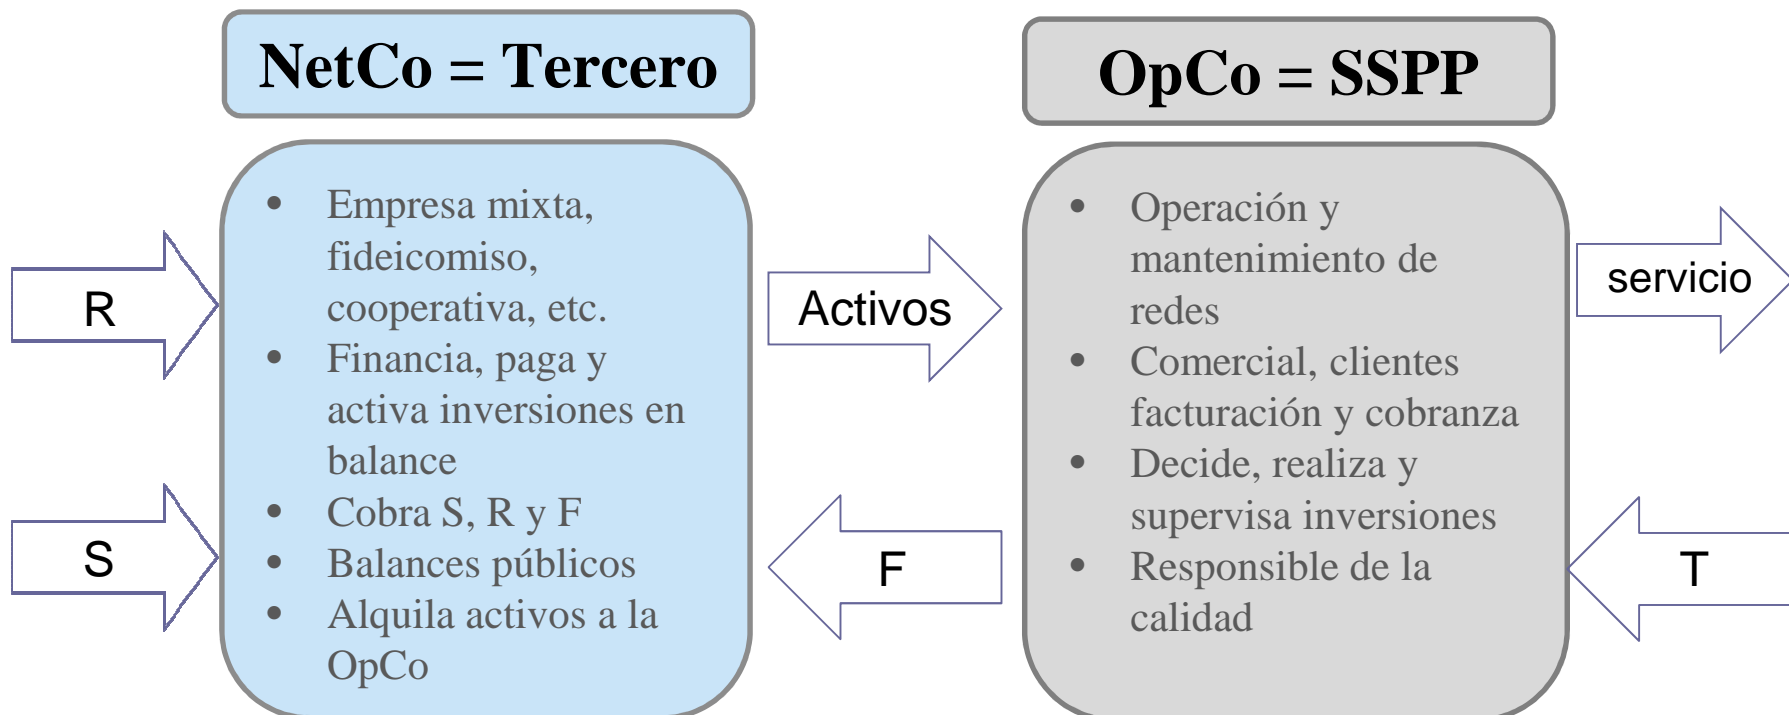 NetCo = Tercero
OpCo = SSPP
R
S
• Empresa mixta,
fideicomiso,
cooperativa, etc.
• Financia, paga y
activa inversiones en
balance
• Cobra S, R y F
• Balances públicos
• Alquila activos a la
OpCo
Activos
F
• Operación y
mantenimiento de
redes
• Comercial, clientes
facturación y cobranza
• Decide, realiza y
supervisa inversiones
• Responsible de la
calidad
servicio
T